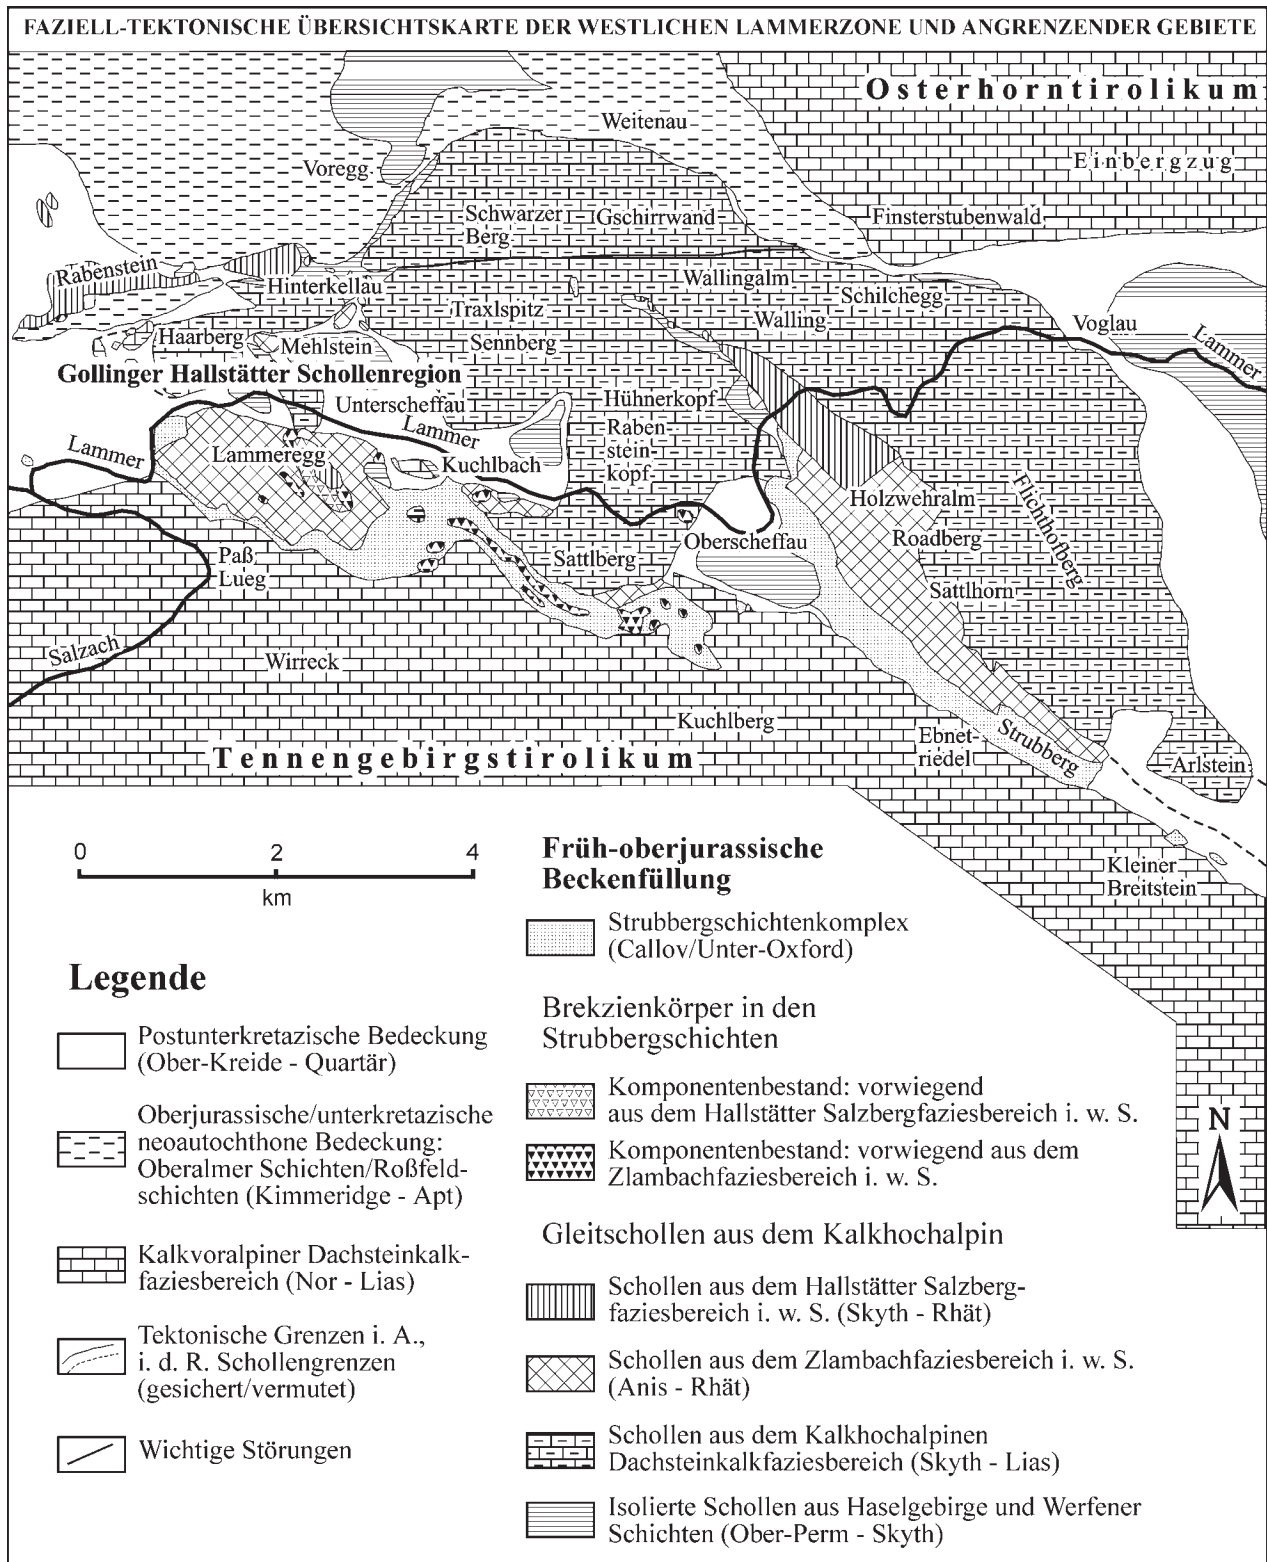 FAZIELL-TEKTONISCHE ÜBERSICHTSKARTE DER WESTLICHEN LAMMERZONE UND ANGRENZENDER GEBIETE
Osterhorntirolikum
Weitenau
Einbergzug
Voregg
Schwarzer
Berg
Gschirrwand
Finsterstubenwald
Rabenstein
Hinterkellau
Wallingalm
Schilchegg
Traxlspitz
Walling
Voglau
Lammer
Haarberg
Mehlstein
Sennberg
Gollinger Hallstätter Schollenregion
Unterscheffau
Hühnerkopf
Lammer
Raben
stein-
kopf
Lammer
Lammeregg
Kuchlbach
Holzwehralm
Flichthofberg
Roadberg
Oberscheffau
Paß
Lueg
Sattlberg
Sattlhorn
Salzach
Wirreck
Kuchlberg
Ebnet-
riedel
Strubberg
Tennengebirgstirolikum
Arlstein
Kleiner
Breitstein
0 2 4
km
Legende
Postunterkretazische Bedeckung
(Ober-Kreide - Quartär)
Oberjurassische/unterkretazische
neoautochthone Bedeckung:
Oberalmer Schichten/Roßfeld-
schichten (Kimmeridge - Apt)
Kalkvoralpiner Dachsteinkalk-
faziesbereich (Nor - Lias)
Tektonische Grenzen i. A.,
i. d. R. Schollengrenzen
(gesichert/vermutet)
Wichtige Störungen
Früh-oberjurassische
Beckenfüllung
Strubbergschichtenkomplex
(Callov/Unter-Oxford)
Brekzienkörper in den
Strubbergschichten
Komponentenbestand: vorwiegend
aus dem Hallstätter Salzbergfaziesbereich i. w. S.
Komponentenbestand: vorwiegend aus dem
Zlambachfaziesbereich i. w. S.
Gleitschollen aus dem Kalkhochalpin
Schollen aus dem Hallstätter Salzberg-
faziesbereich i. w. S. (Skyth - Rhät)
Schollen aus dem Zlambachfaziesbereich i. w. S.
(Anis - Rhät)
Schollen aus dem Kalkhochalpinen
Dachsteinkalkfaziesbereich (Skyth - Lias)
Isolierte Schollen aus Haselgebirge und Werfener
Schichten (Ober-Perm - Skyth)
N